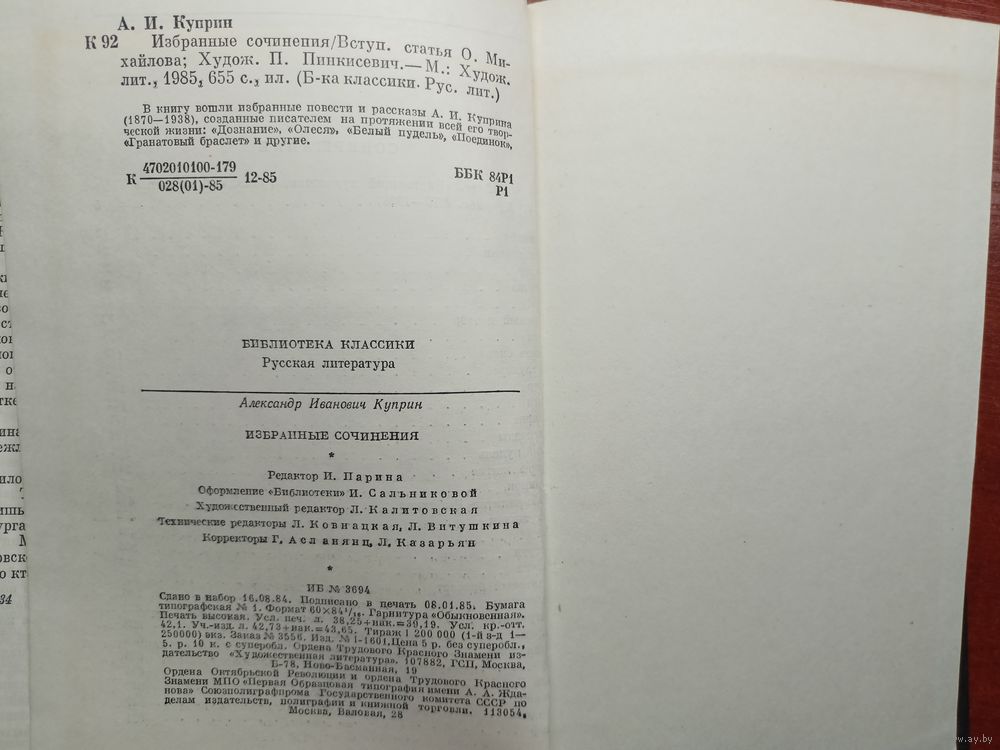 А. И. Куприн
К 92 Избранные сочинения/Вступ. статья О. Ми-
хайлова; Худож. П. Пинкисевич.— М.: Худож.
лит., 1985, 655 с., ил. (Б-ка классики. Рус. лит.)
В книгу вошли избранные повести и рассказы А. И. Куприна
(1870—1938), созданные писателем на протяжении всей его твор-
ческой жизни: «Дознание», «Олеся», «Белый пудель», «Поединок»,
«Гранатовый браслет» и другие.
К 4702010100-179
028(01)-85 12-85
ББК 84Р1
Р1
БИБЛИОТЕКА КЛАССИКИ
Русская литература
Александр Иванович Куприн
ИЗБРАННЫЕ СОЧИНЕНИЯ
*
Редактор И. Парина
Оформление «Библиотеки» И. Сальниковой
Художественный редактор Л. Калитовская
Технические редакторы Л. Ковнацкая, Л. Витушкина
Корректоры Г. Асланянц, Л. Казарьян
*
ИБ № 3694
Сдано в набор 16.08.84. Подписано в печать 08.01.85. Бумага
типографская № 1. Формат 60×84 1/16. Гарнитура «Обыкновенная».
Печать высокая. Усл. печ. л. 38,25+нак.=39,19. Усл. кр.-отт.
42,1. Уч.-изд. л. 42,73+нак.=43,65. Тираж 1 200 000 (1-й з-д 1—
250000) экз. Заказ № 3556. Изд. № I-1601. Цена 5 р. без суперобл.,
5. р. 10 к. с суперобл. Ордена Трудового Красного Знамени из-
дательство «Художественная литература». 107882, ГСП, Москва,
Б-78, Ново-Басманная, 19
Ордена Октябрьской Революции и ордена Трудового Красного
Знамени МПО «Первая Образцовая типография имени А. А. Жда-
нова» Союзполиграфпрома Государственного комитета СССР по
делам издательств, полиграфии и книжной торговли. 113054,
Москва, Валовая, 28
34
www.ay.by